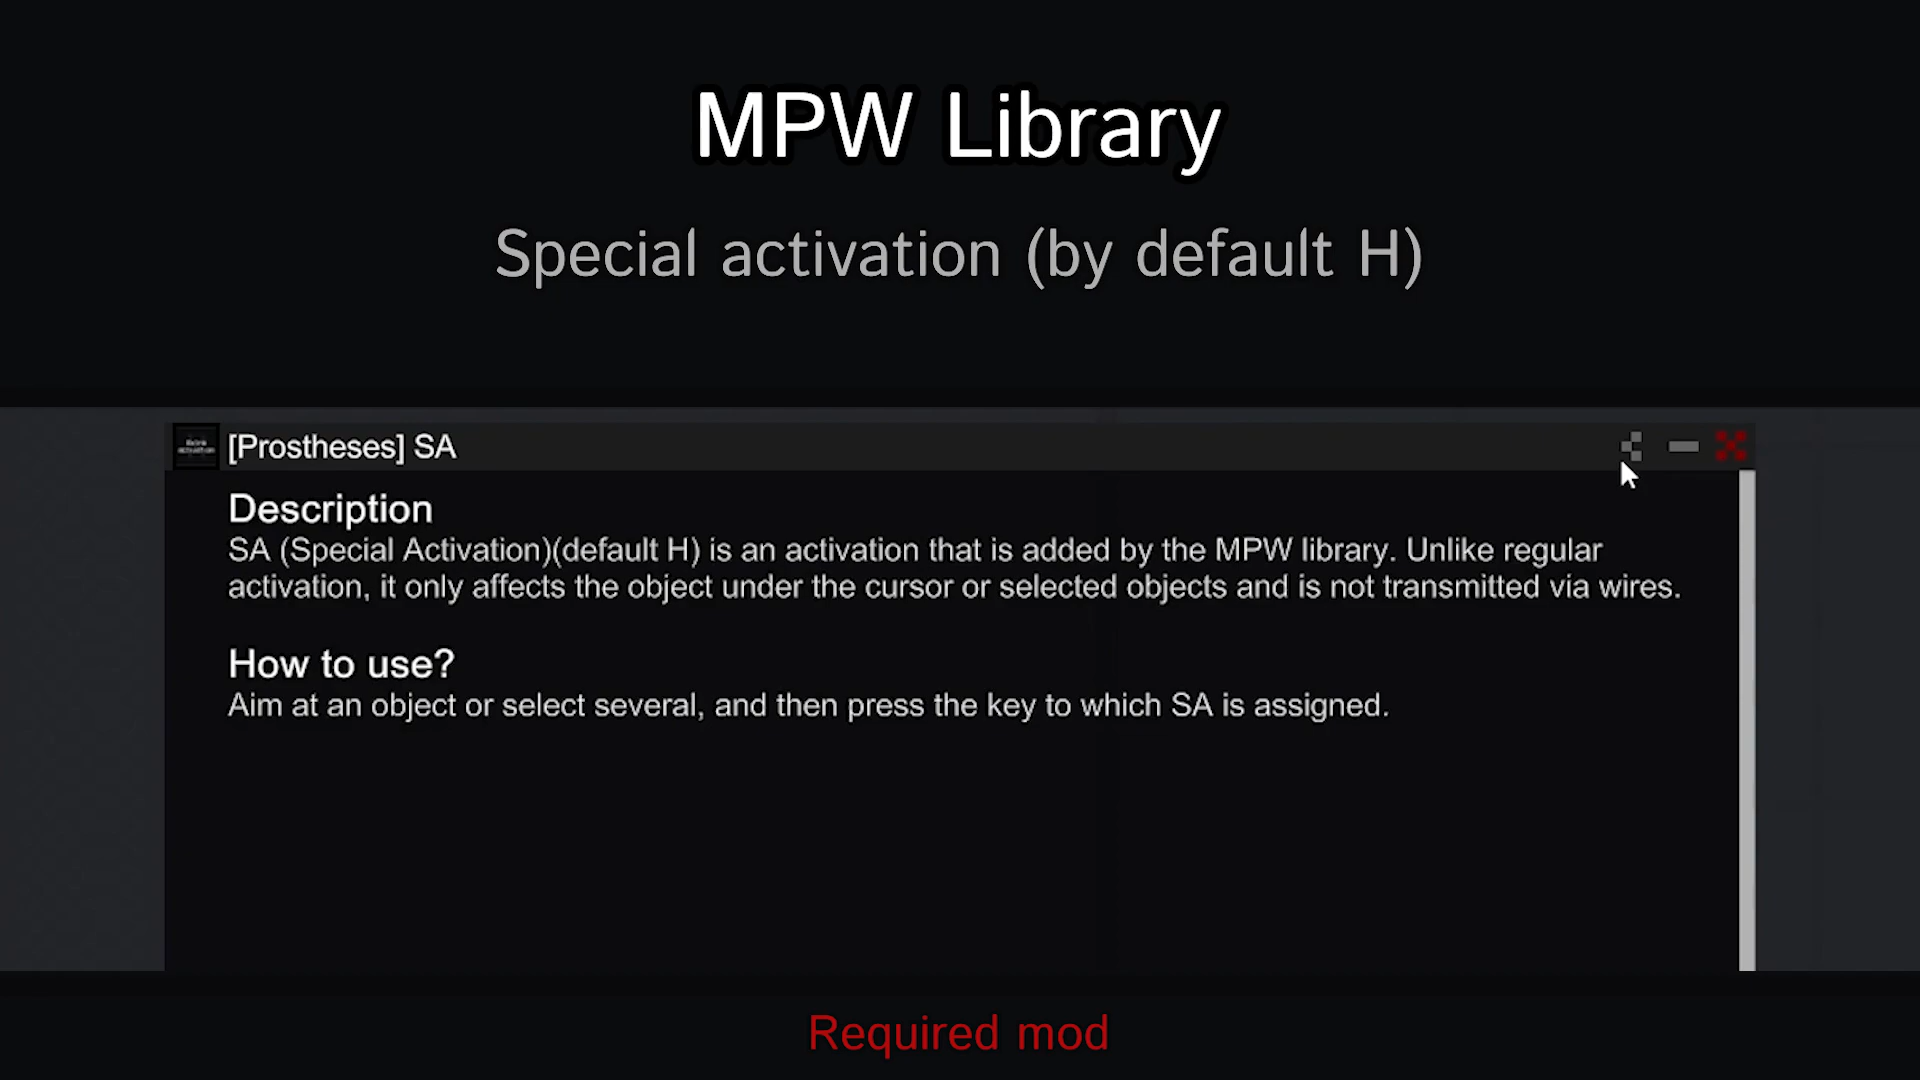 MPW Library
Special activation (by default H)
[Prostheses] SA
Description
SA (Special Activation)(default H) is an activation that is added by the MPW library. Unlike regular
activation, it only affects the object under the cursor or selected objects and is not transmitted via wires.
How to use?
Aim at an object or select several, and then press the key to which SA is assigned.
Required mod